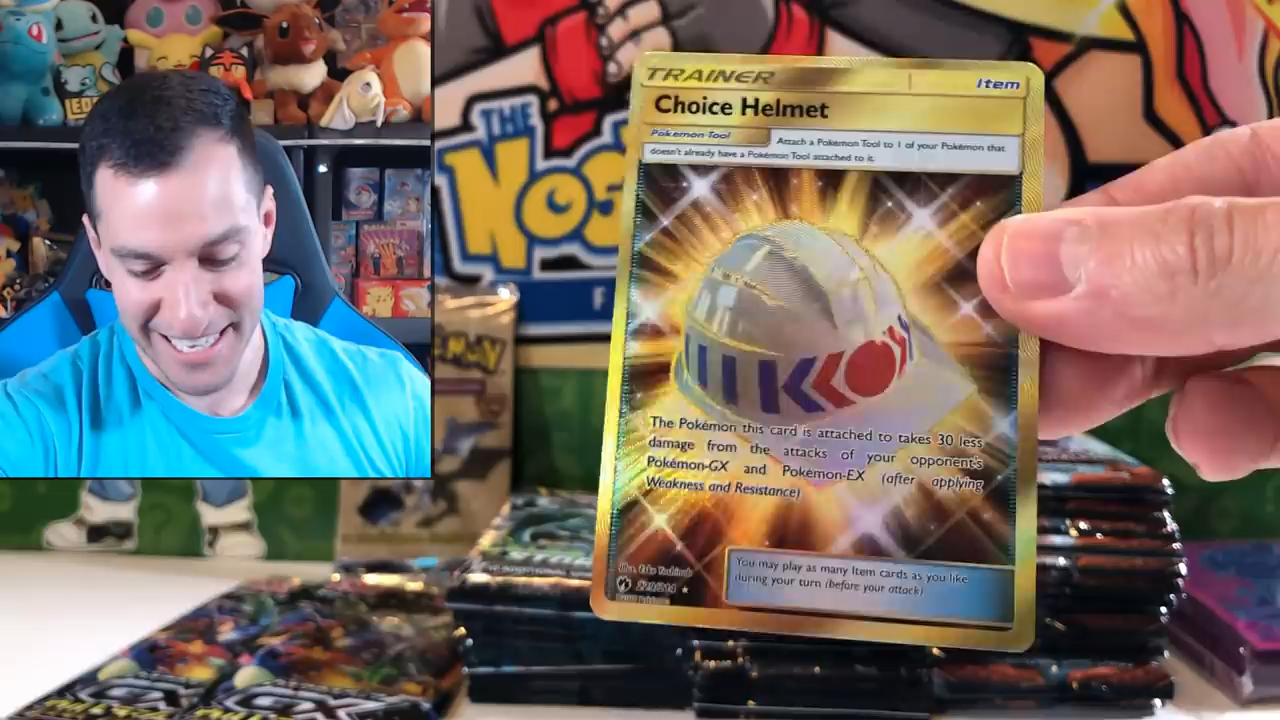 TRAINER
Item
Choice Helmet
Pokémon Tool
Attach a Pokémon Tool to 1 of your Pokémon that
doesn't already have a Pokémon Tool attached to it.
The Pokémon this card is attached to takes 30 less
damage from the attacks of your opponent's
Pokémon-GX and Pokémon-EX (after applying
Weakness and Resistance)
You may play as many Item cards as you like
during your turn (before your attack)
THE
GX
GX